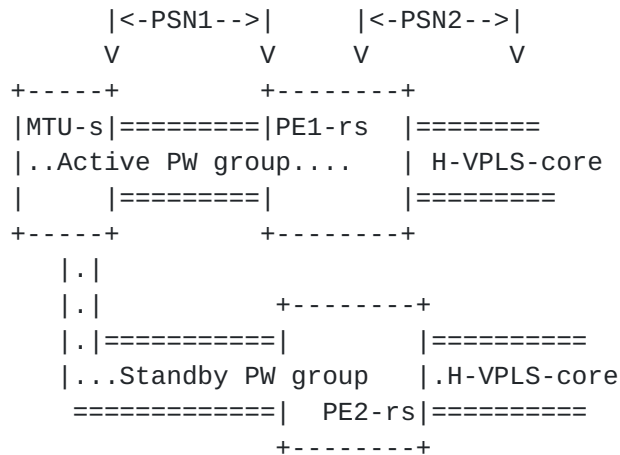 |<-PSN1-->|     |<-PSN2-->|
       V         V     V         V
 +-----+         +--------+
 |MTU-s|=========|PE1-rs  |========
 |..Active PW group....   | H-VPLS-core
 |     |=========|        |=========
 +-----+         +--------+
    |.|
    |.|           +--------+
    |.|===========|        |==========
    |...Standby PW group   |.H-VPLS-core
     =============|  PE2-rs|==========
                  +--------+